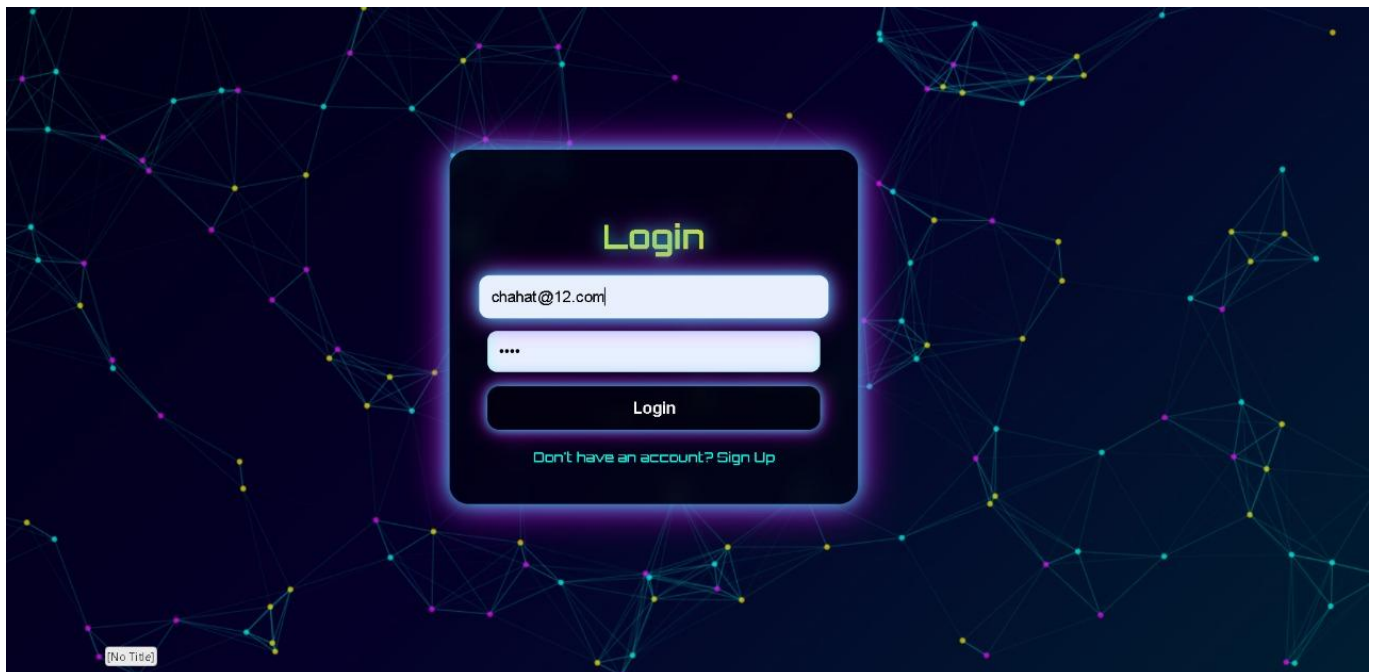 Login
chahat@12.com
••••
Login
Don't have an account? Sign Up
[No Title]